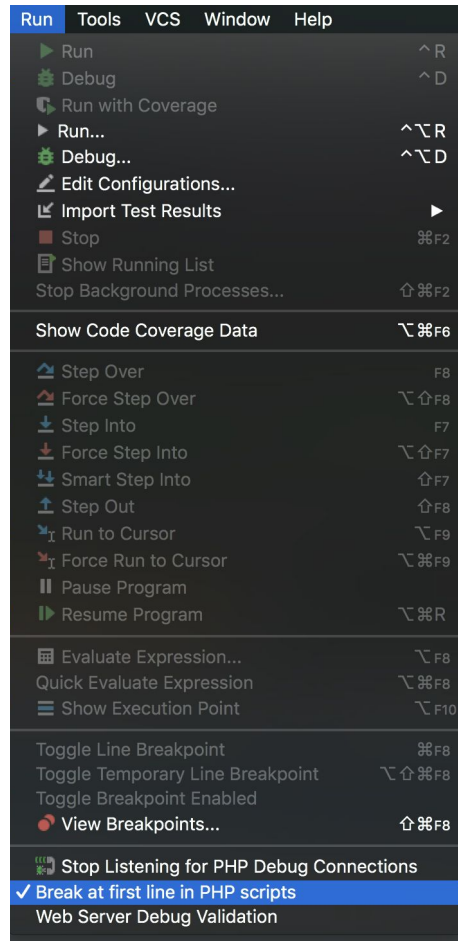 Run Tools VCS Window Help
Run ^ R
Debug ^ D
Run with Coverage
Run... ^⌥ R
Debug... ^⌥ D
Edit Configurations...
Import Test Results ▶
Stop ⌘F2
Show Running List
Stop Background Processes... ⇧⌘F2
Show Code Coverage Data ⌥⌘F6
Step Over F8
Force Step Over ⌥⇧F8
Step Into F7
Force Step Into ⌥⇧F7
Smart Step Into ⇧F7
Step Out ⇧F8
Run to Cursor ⌥F9
Force Run to Cursor ⌥⌘F9
Pause Program
Resume Program ⌥⌘R
Evaluate Expression... ⌥F8
Quick Evaluate Expression ⌥⌘F8
Show Execution Point ⌥F10
Toggle Line Breakpoint ⌘F8
Toggle Temporary Line Breakpoint ⌥⇧⌘F8
Toggle Breakpoint Enabled
View Breakpoints... ⇧⌘F8
Stop Listening for PHP Debug Connections
✓ Break at first line in PHP scripts
Web Server Debug Validation